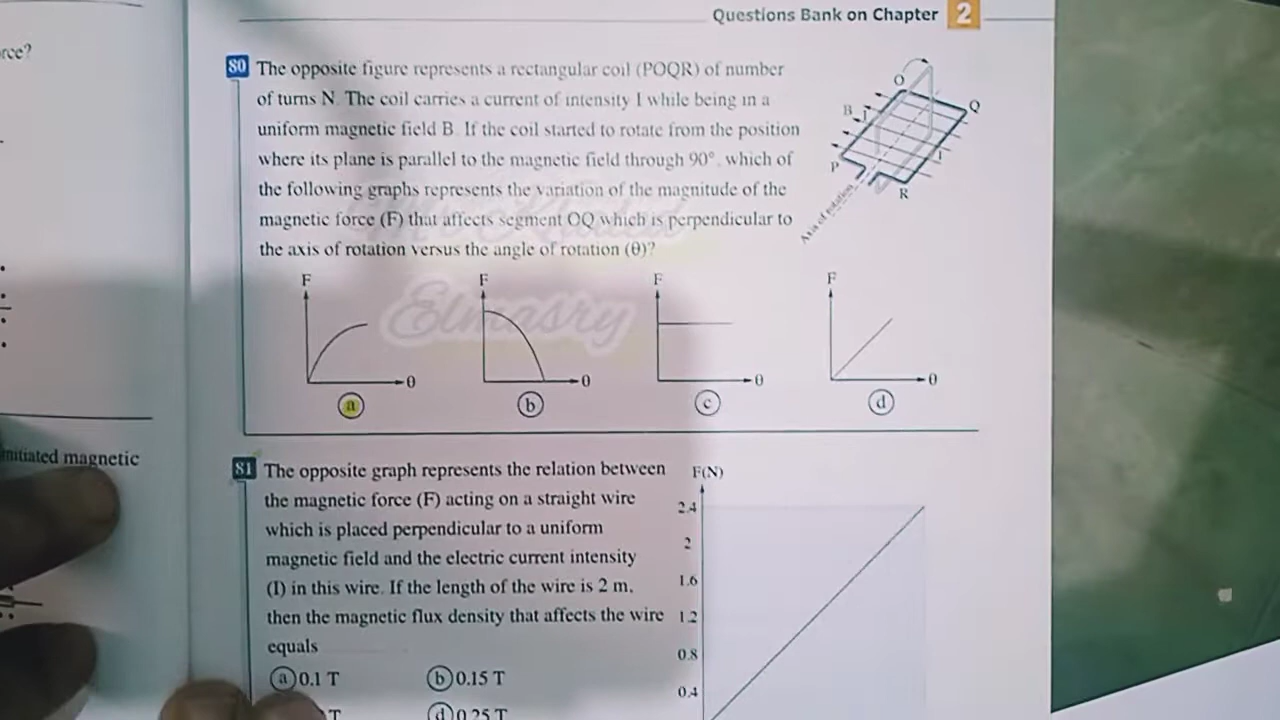 Questions Bank on Chapter 2
rce?
80 The opposite figure represents a rectangular coil (POQR) of number
of turns N. The coil carries a current of intensity I while being in a
uniform magnetic field B. If the coil started to rotate from the position
where its plane is parallel to the magnetic field through 90°, which of
the following graphs represents the variation of the magnitude of the
magnetic force (F) that affects segment OQ which is perpendicular to
the axis of rotation versus the angle of rotation (θ)?
O
Q
B
I
P
I
R
Axis of rotation
Elmasry
F
θ
a
F
θ
b
F
θ
c
F
θ
d
magnetic
81 The opposite graph represents the relation between
the magnetic force (F) acting on a straight wire
which is placed perpendicular to a uniform
magnetic field and the electric current intensity
(I) in this wire. If the length of the wire is 2 m,
then the magnetic flux density that affects the wire
equals
a 0.1 T
b 0.15 T
T
d 0.25 T
F(N)
2.4
2
1.6
1.2
0.8
0.4